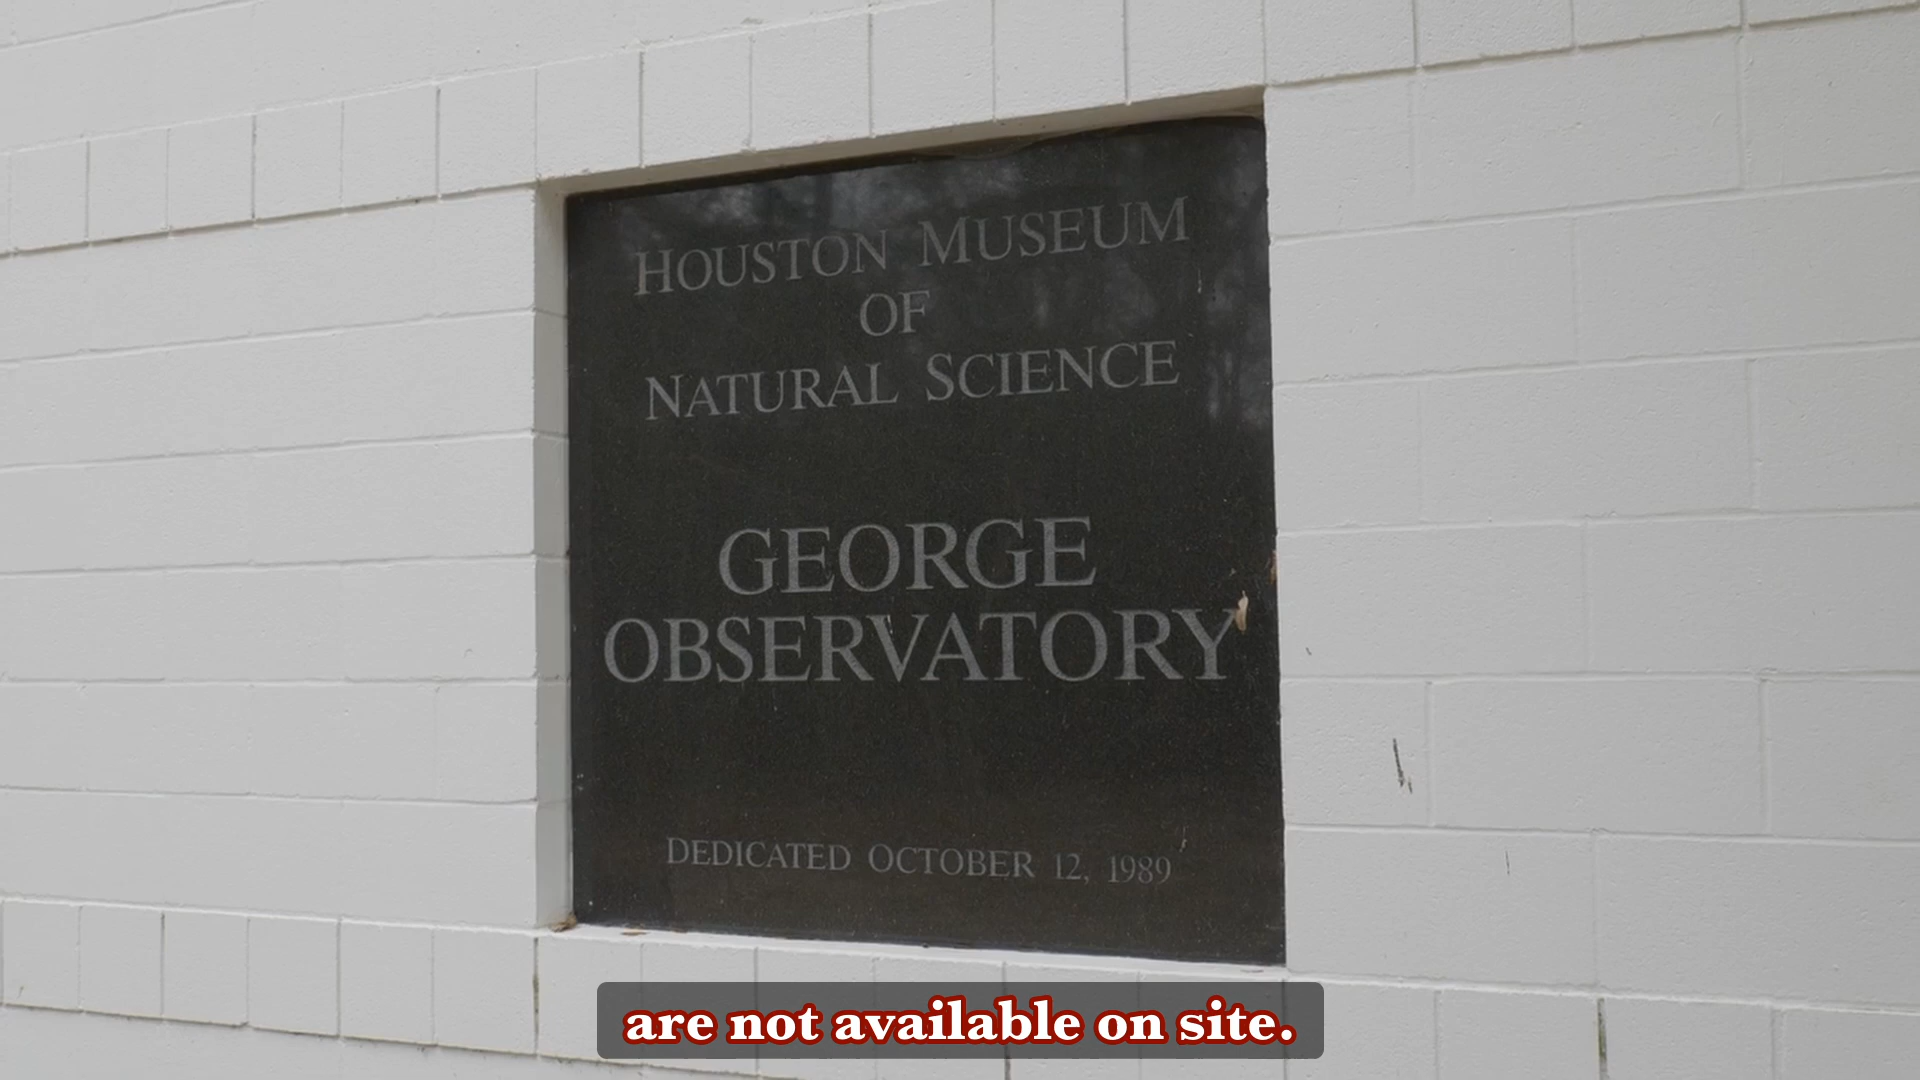 HOUSTON MUSEUM
OF
NATURAL SCIENCE
GEORGE
OBSERVATORY
DEDICATED OCTOBER 12, 1989
are not available on site.